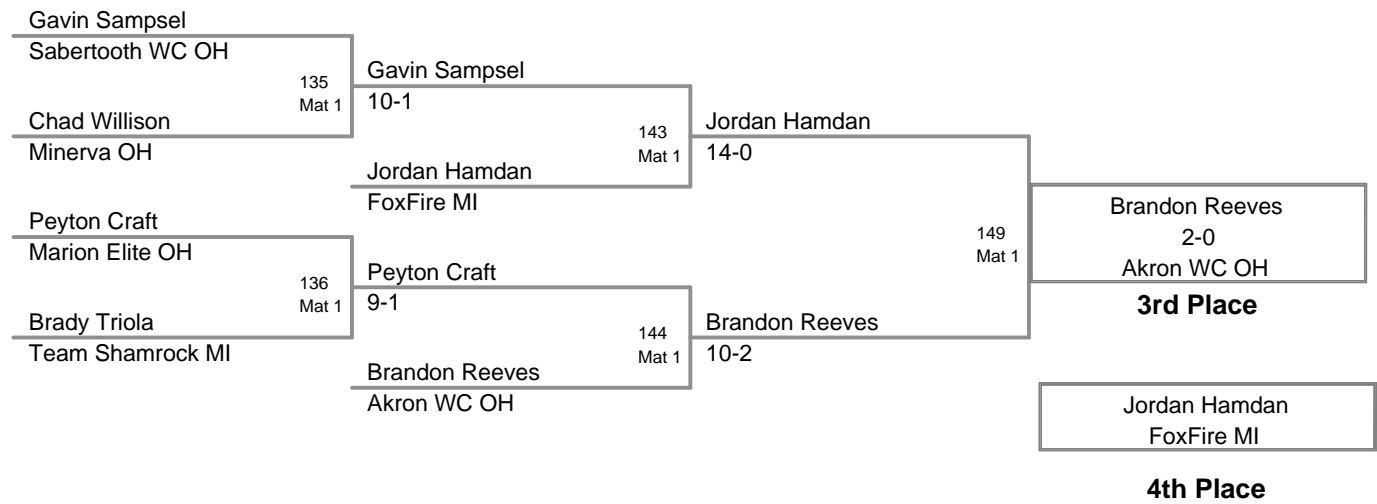 Gavin Sampsel
Sabertooth WC OH
135
Mat 1
Gavin Sampsel
10-1
Chad Willison
Minerva OH
143
Mat 1
Jordan Hamdan
14-0
Jordan Hamdan
FoxFire MI
Peyton Craft
Marion Elite OH
149
Mat 1
Brandon Reeves
2-0
Akron WC OH
3rd Place
136
Mat 1
Peyton Craft
9-1
Brady Triola
Team Shamrock MI
144
Mat 1
Brandon Reeves
10-2
Brandon Reeves
Akron WC OH
Jordan Hamdan
FoxFire MI
4th Place